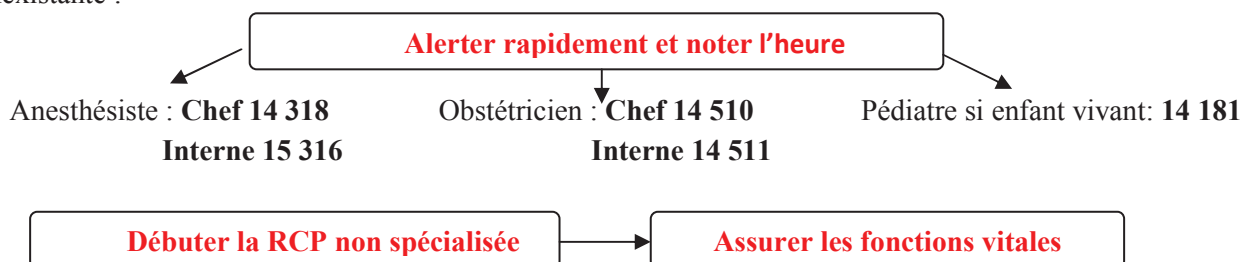 Alerter rapidement et noter l'heure
Anesthésiste : Chef 14 318 Obstétricien : Chef 14 510 Pédiatre si enfant vivant: 14 181
Interne 15 316 Interne 14 511
Débuter la RCP non spécialisée Assurer les fonctions vitales